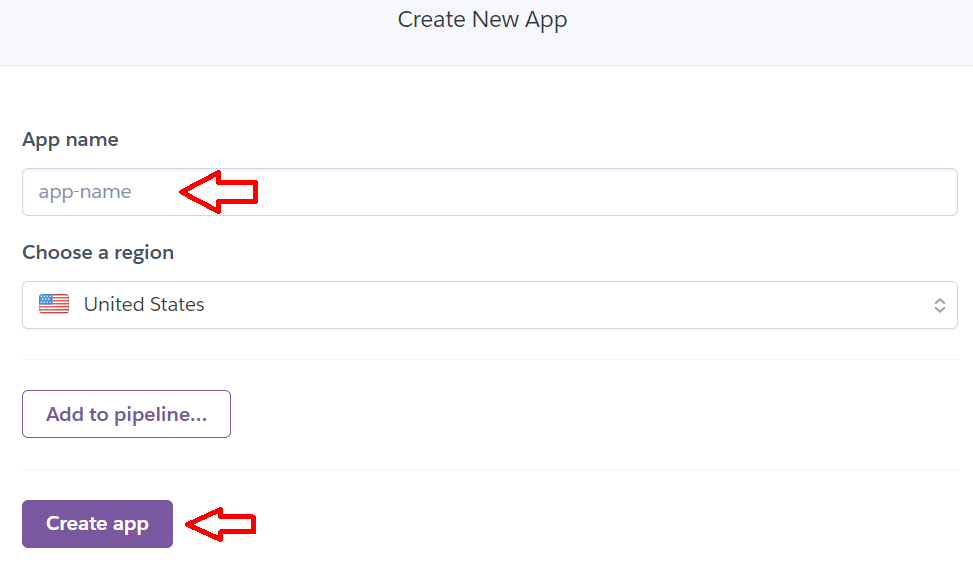 Create New App
App name
app-name
Choose a region
United States
Add to pipeline...
Create app